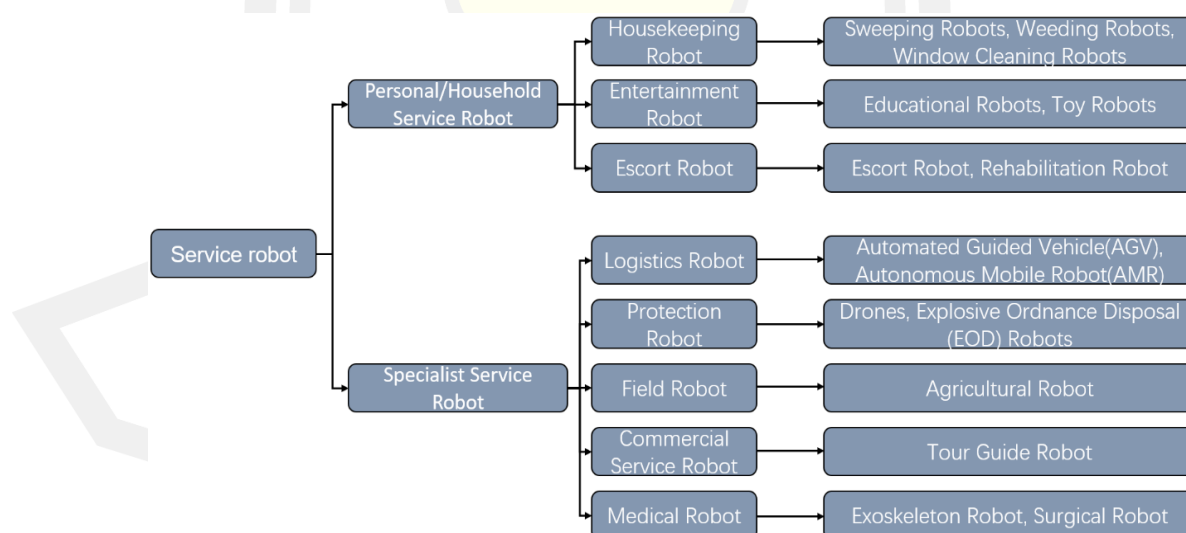 Housekeeping
Robot
Sweeping Robots, Weeding Robots,
Window Cleaning Robots
Personal/Household
Service Robot
Entertainment
Robot
Educational Robots, Toy Robots
Escort Robot
Escort Robot, Rehabilitation Robot
Service robot
Logistics Robot
Automated Guided Vehicle(AGV),
Autonomous Mobile Robot(AMR)
Protection
Robot
Drones, Explosive Ordnance Disposal
(EOD) Robots
Specialist Service
Robot
Field Robot
Agricultural Robot
Commercial
Service Robot
Tour Guide Robot
Medical Robot
Exoskeleton Robot, Surgical Robot